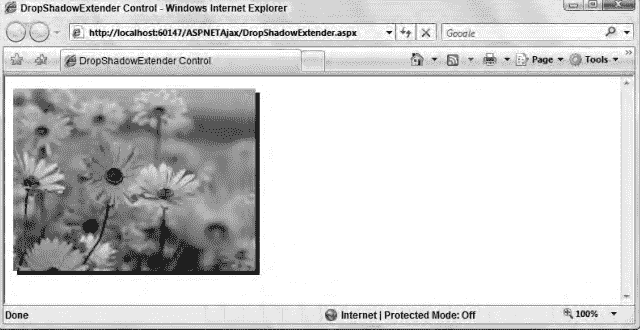 DropShadowExtender Control - Windows Internet Explorer
http://localhost:60147/ASPNETAjax/DropShadowExtender.aspx
Google
DropShadowExtender Control
Page
Tools
Done
Internet | Protected Mode: Off
100%